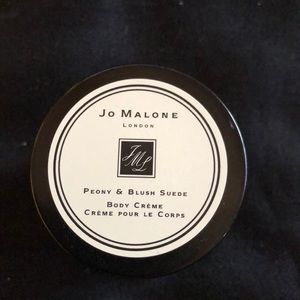 Jo Malone
London
JML
Peony & Blush Suede
Body Crème
Crème pour le Corps